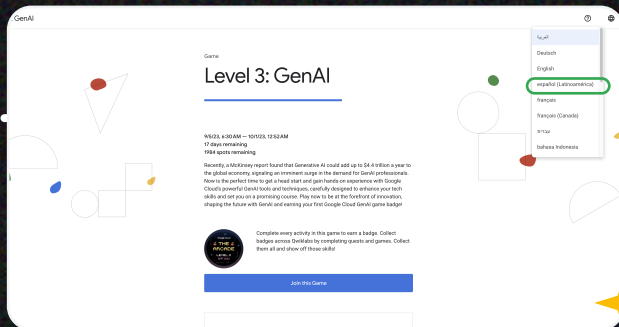 GenAI
Game
Level 3: GenAI
9/5/23, 6:30 AM — 10/1/23, 12:52 AM
17 days remaining
1984 spots remaining
Recently, a McKinsey report found that Generative AI could add up to $4.4 trillion a year to
the global economy, signaling an imminent surge in the demand for GenAI professionals.
Now is the perfect time to get a head start and gain hands on experience with Google
Cloud's powerful GenAI tools and techniques, carefully designed to enhance your tech
skills and set you on a promising course. Play now to be at the forefront of innovation,
shaping the future with GenAI and earning your first Google Cloud GenAI game badge!
THE
ARCADE
LEVEL 3
Complete every activity in this game to earn a badge. Collect
badges across Qwiklabs by completing quests and games. Collect
them all and show off those skills!
Join this Game
العربية
Deutsch
English
español (Latinoamérica)
français
français (Canada)
עברית
bahasa Indonesia